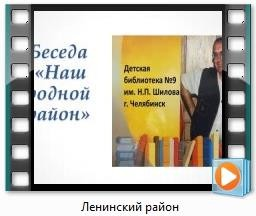 Беседа
«Наш
родной
район»
Детская
библиотека №9
им. Н.П. Шилова
г. Челябинск
Ленинский район